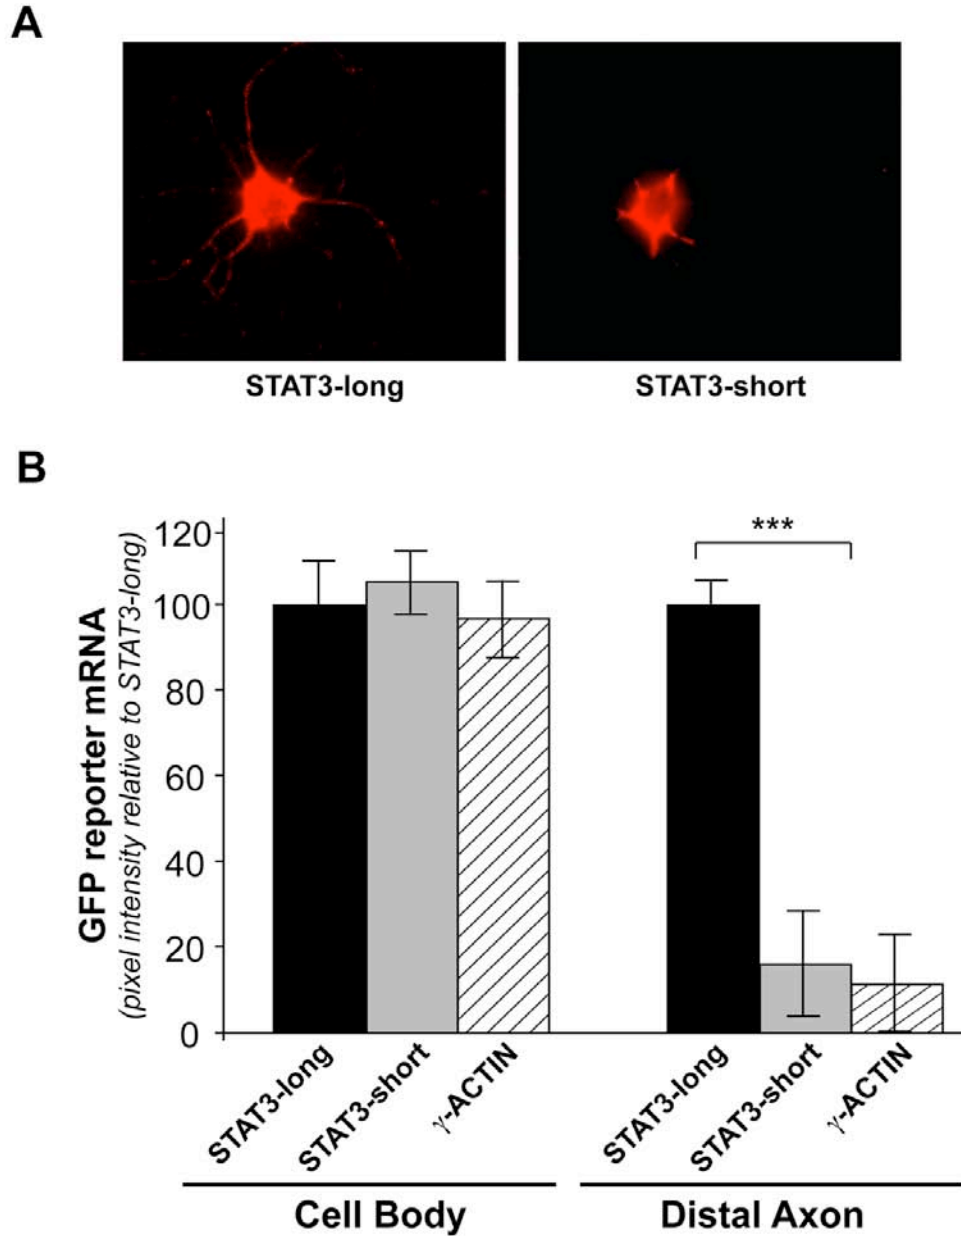 A
STAT3-long
STAT3-short
B
***
GFP reporter mRNA
(pixel intensity relative to STAT3-long)
120
100
80
60
40
20
0
STAT3-long
STAT3-short
γ-ACTIN
STAT3-long
STAT3-short
γ-ACTIN
Cell Body
Distal Axon